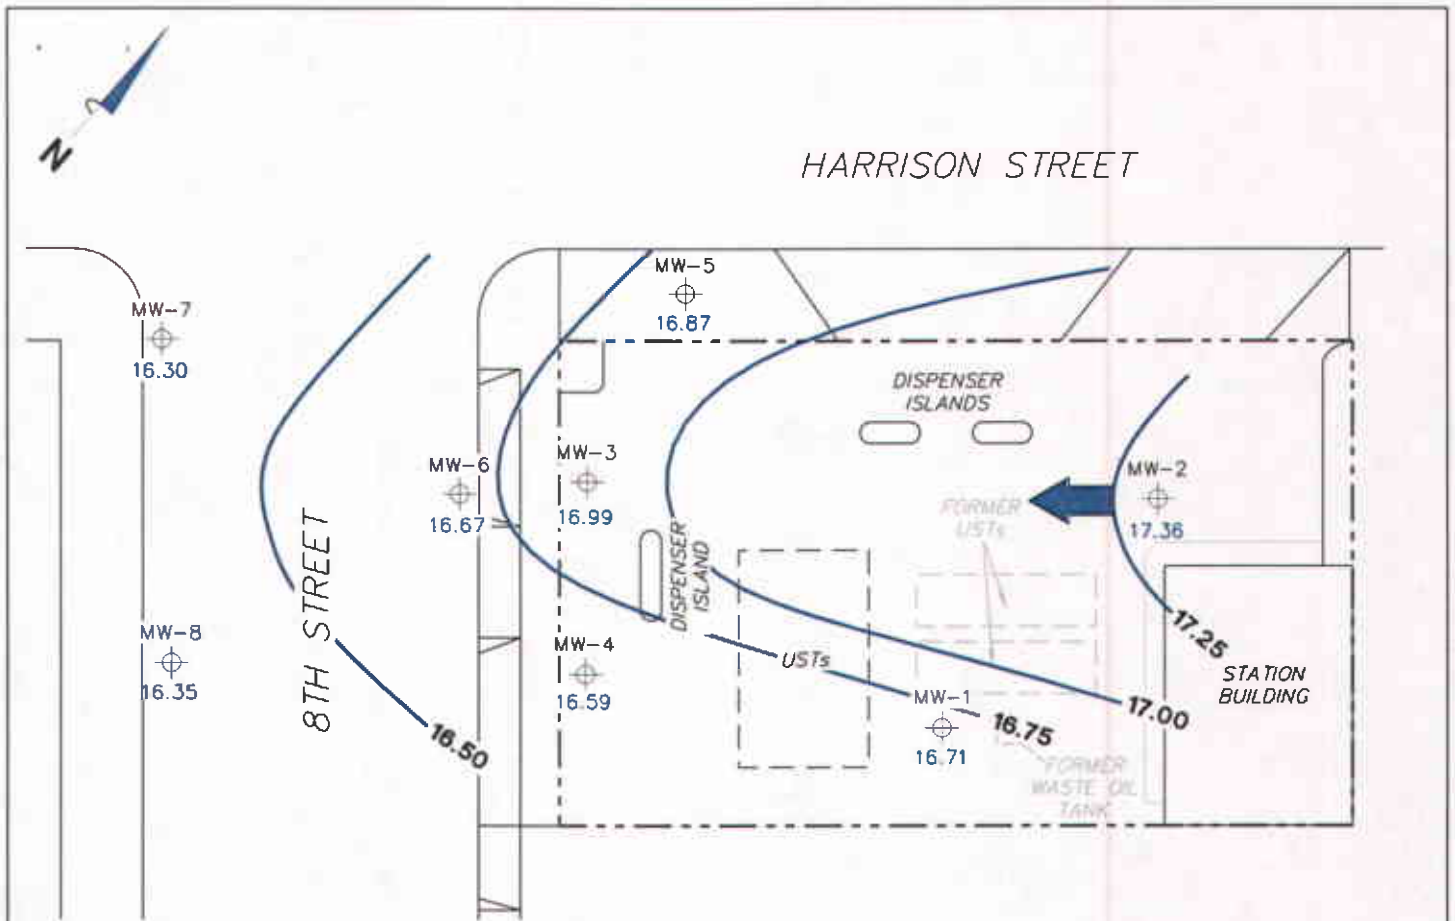 N
HARRISON STREET
MW-5
16.87
MW-7
16.30
DISPENSER
ISLANDS
MW-3
16.99
MW-6
16.67
MW-2
17.36
FORMER
USTs
8TH STREET
DISPENSER
ISLAND
17.25
MW-8
16.35
MW-4
16.59
USTs
STATION
BUILDING
MW-1
16.71
16.50
16.75
17.00
FORMER
WASTE OIL
TANK